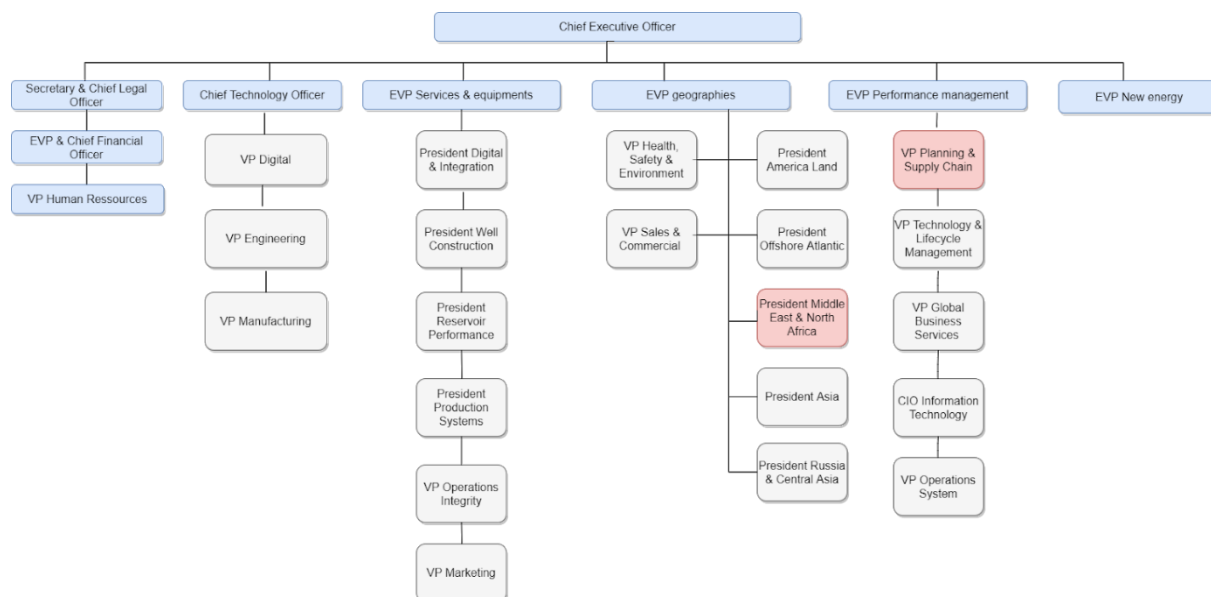 Chief Executive Officer
Secretary & Chief Legal
Officer
Chief Technology Officer
EVP Services & equipments
EVP geographies
EVP Performance management
EVP New energy
EVP & Chief Financial
Officer
VP Human Ressources
VP Digital
VP Engineering
VP Manufacturing
President Digital
& Integration
President Well
Construction
President
Reservoir
Performance
President
Production
Systems
VP Operations
Integrity
VP Marketing
VP Health,
Safety &
Environment
VP Sales &
Commercial
President
America Land
President
Offshore Atlantic
President Middle
East & North
Africa
President Asia
President Russia
& Central Asia
VP Planning &
Supply Chain
VP Technology &
Lifecycle
Management
VP Global
Business
Services
CIO Information
Technology
VP Operations
System